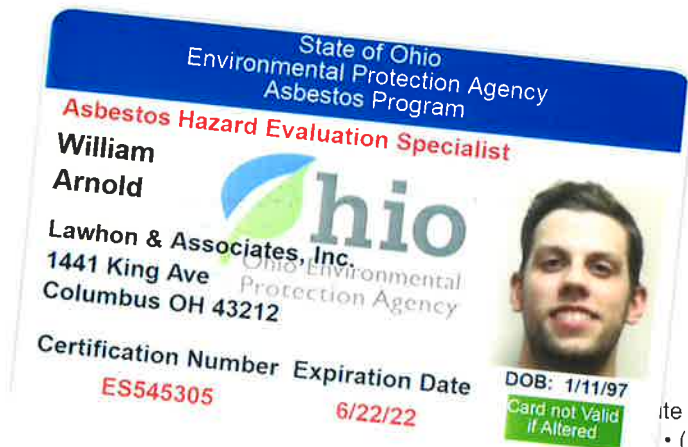 State of Ohio
Environmental Protection Agency
Asbestos Program
Asbestos Hazard Evaluation Specialist
William
Arnold
Ohio
Ohio Environmental
Protection Agency
Lawhon & Associates, Inc.
1441 King Ave
Columbus OH 43212
Certification Number Expiration Date
ES545305 6/22/22
DOB: 1/11/97
Card not Valid
if Altered